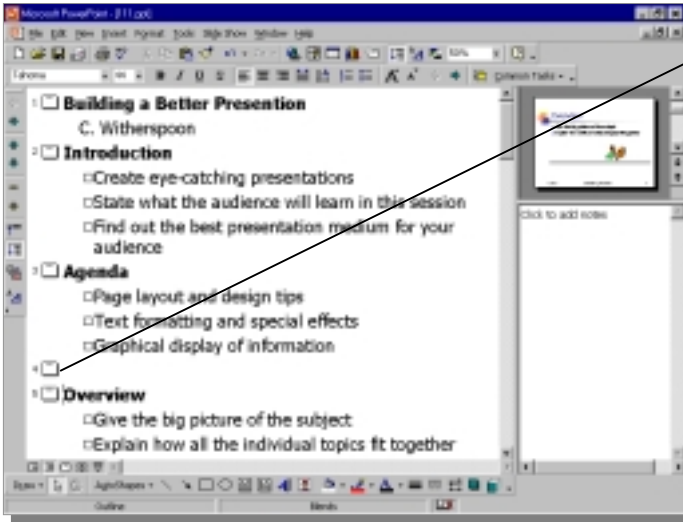 Microsoft PowerPoint - [111.ppt]
File Edit View Insert Format Tools Slide Show Window Help
Tahoma
B I U S
Common Tasks
1 Building a Better Presention
C. Witherspoon
2 Introduction
Create eye-catching presentations
State what the audience will learn in this session
Find out the best presentation medium for your
audience
3 Agenda
Page layout and design tips
Text formatting and special effects
Graphical display of information
4
5 Overview
Give the big picture of the subject
Explain how all the individual topics fit together
Click to add notes
Draw AutoShapes
Outline Blends